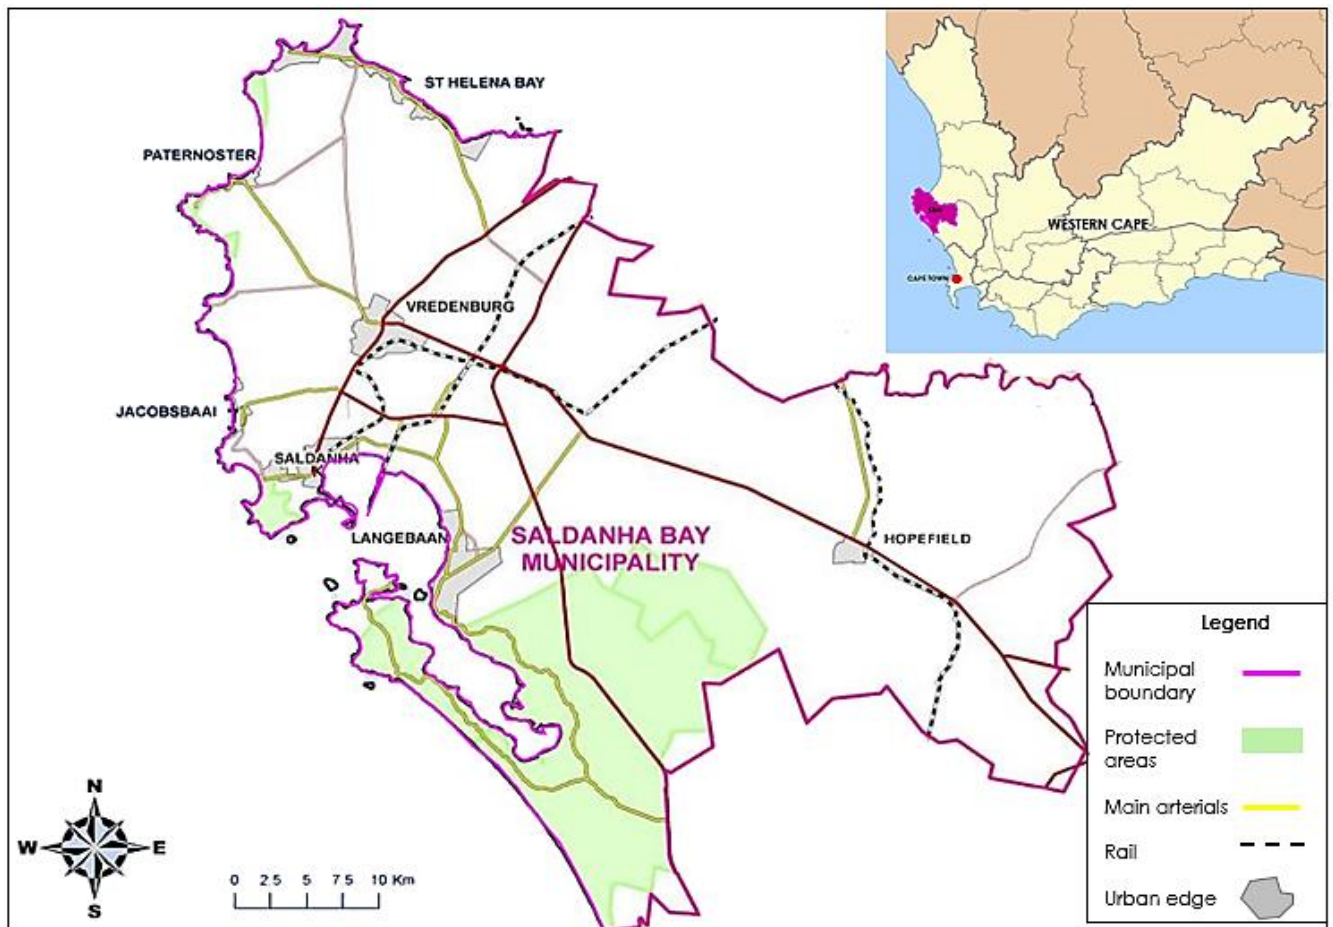 ST HELENA BAY
PATERNOSTER
VREDENBURG
JACOBSBAAI
SALDANHA
LANGEBAAN
SALDANHA BAY
MUNICIPALITY
HOPEFIELD
WESTERN CAPE
CAPE TOWN
Legend
Municipal
boundary
Protected
areas
Main arterials
Rail
Urban edge
N
W
E
S
0 2.5 5 7.5 10 Km